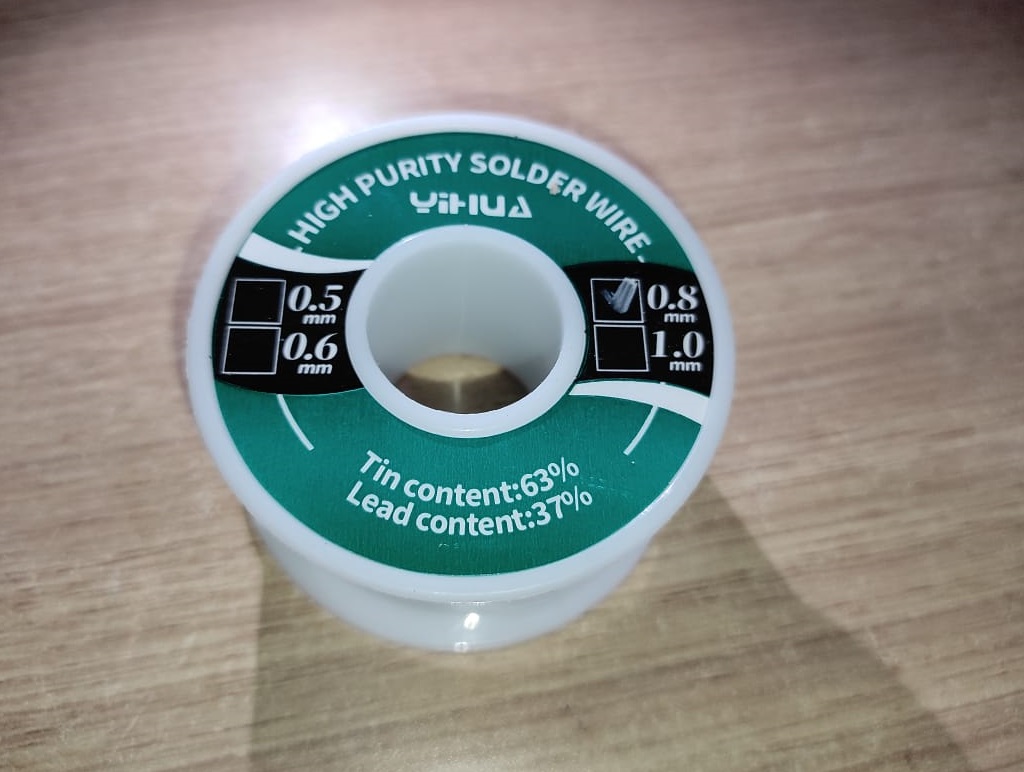 -HIGH PURITY SOLDER WIRE-
YIHUA
0.5 mm
0.6 mm
0.8 mm
1.0 mm
Tin content:63%
Lead content:37%